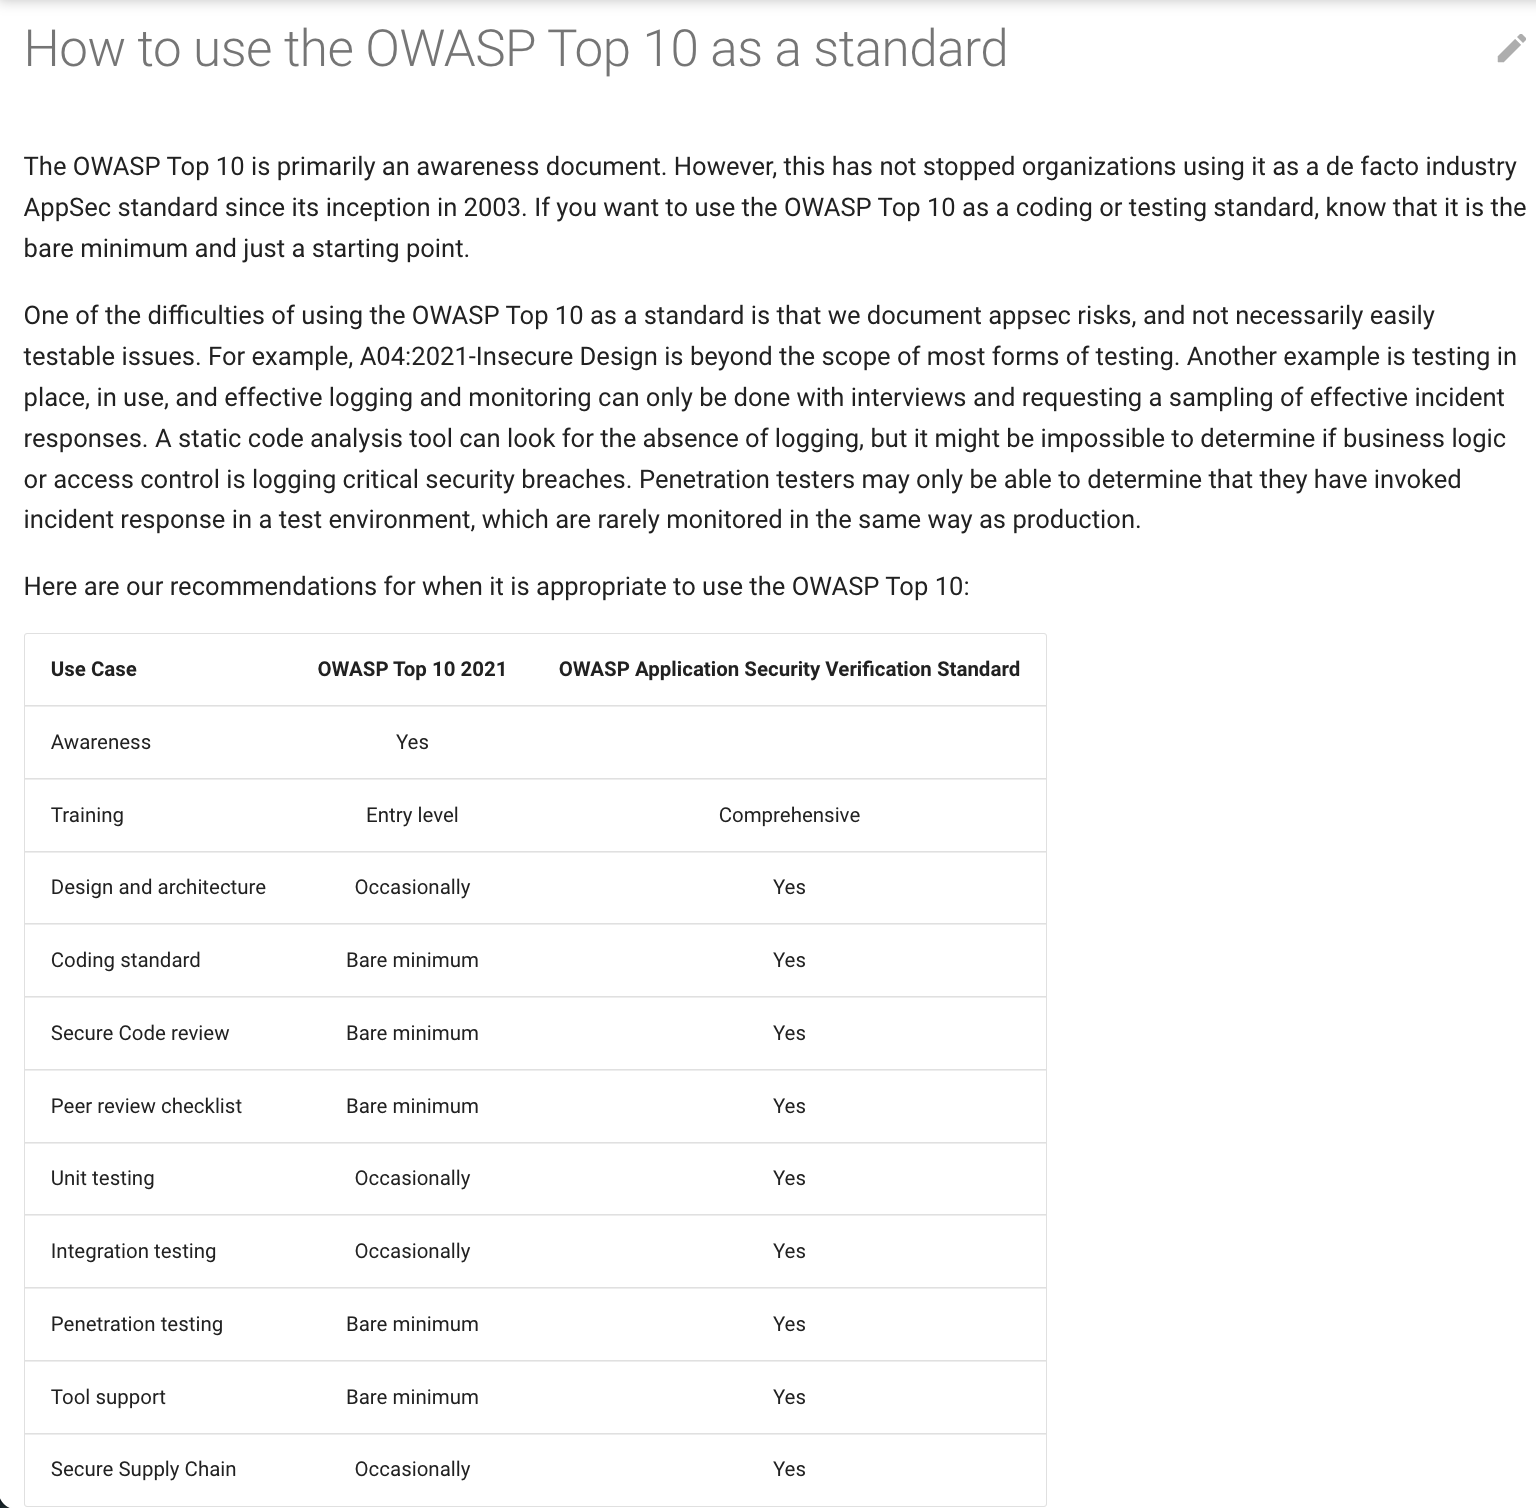 How to use the OWASP Top 10 as a standard
The OWASP Top 10 is primarily an awareness document. However, this has not stopped organizations using it as a de facto industry
AppSec standard since its inception in 2003. If you want to use the OWASP Top 10 as a coding or testing standard, know that it is the
bare minimum and just a starting point.
One of the difficulties of using the OWASP Top 10 as a standard is that we document appsec risks, and not necessarily easily
testable issues. For example, A04:2021-Insecure Design is beyond the scope of most forms of testing. Another example is testing in
place, in use, and effective logging and monitoring can only be done with interviews and requesting a sampling of effective incident
responses. A static code analysis tool can look for the absence of logging, but it might be impossible to determine if business logic
or access control is logging critical security breaches. Penetration testers may only be able to determine that they have invoked
incident response in a test environment, which are rarely monitored in the same way as production.
Here are our recommendations for when it is appropriate to use the OWASP Top 10:
Use Case OWASP Top 10 2021 OWASP Application Security Verification Standard
Awareness Yes
Training Entry level Comprehensive
Design and architecture Occasionally Yes
Coding standard Bare minimum Yes
Secure Code review Bare minimum Yes
Peer review checklist Bare minimum Yes
Unit testing Occasionally Yes
Integration testing Occasionally Yes
Penetration testing Bare minimum Yes
Tool support Bare minimum Yes
Secure Supply Chain Occasionally Yes